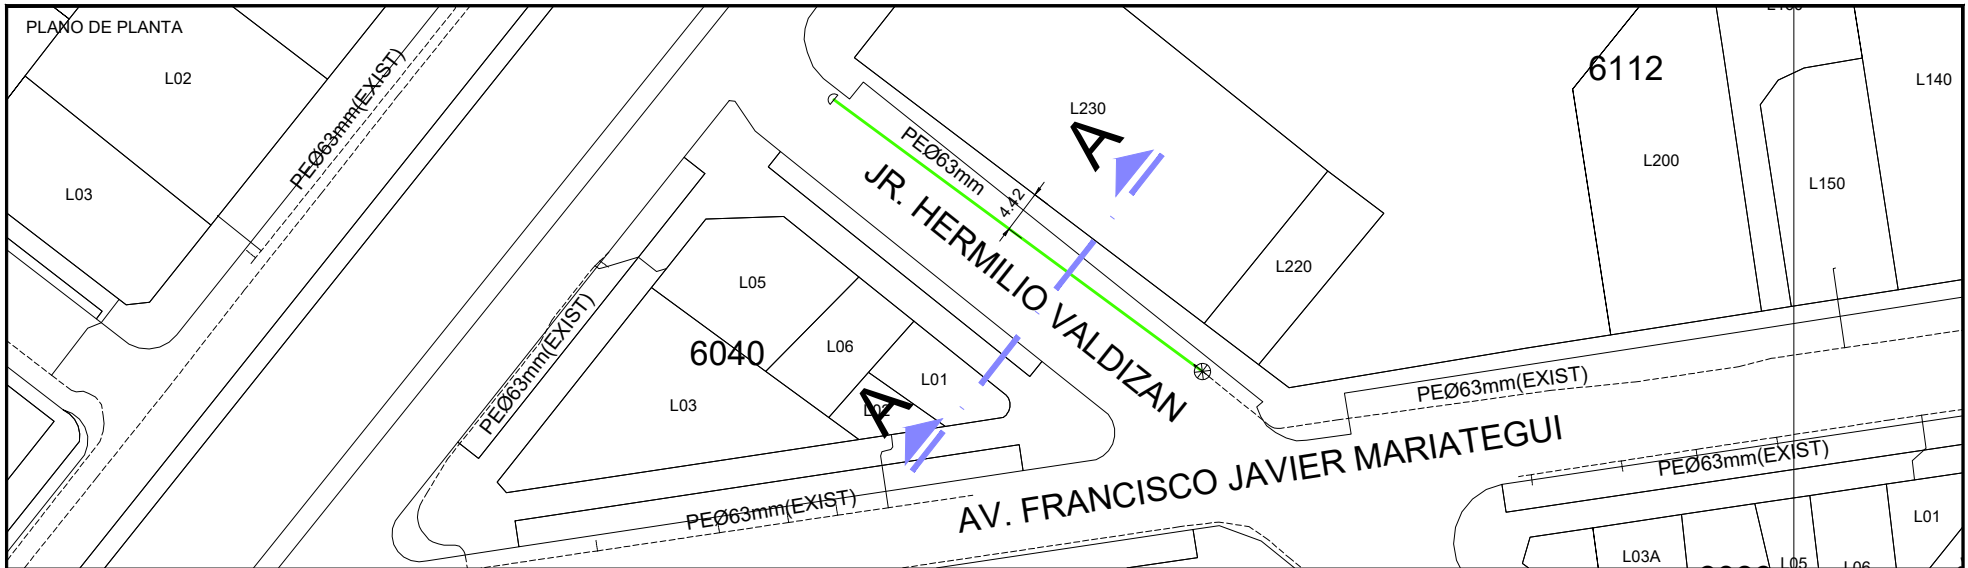 PLANO DE PLANTA
L02
PEØ63mm(EXIST)
L03
L230
6112
L140
L200
L150
PEØ63mm
JR. HERMILIO VALDIZAN
4.42
A
L220
L05
6040
L06
L01
L03
L02
A
PEØ63mm(EXIST)
PEØ63mm(EXIST)
AV. FRANCISCO JAVIER MARIATEGUI
PEØ63mm(EXIST)
PEØ63mm(EXIST)
L01
L03A
L05
L06